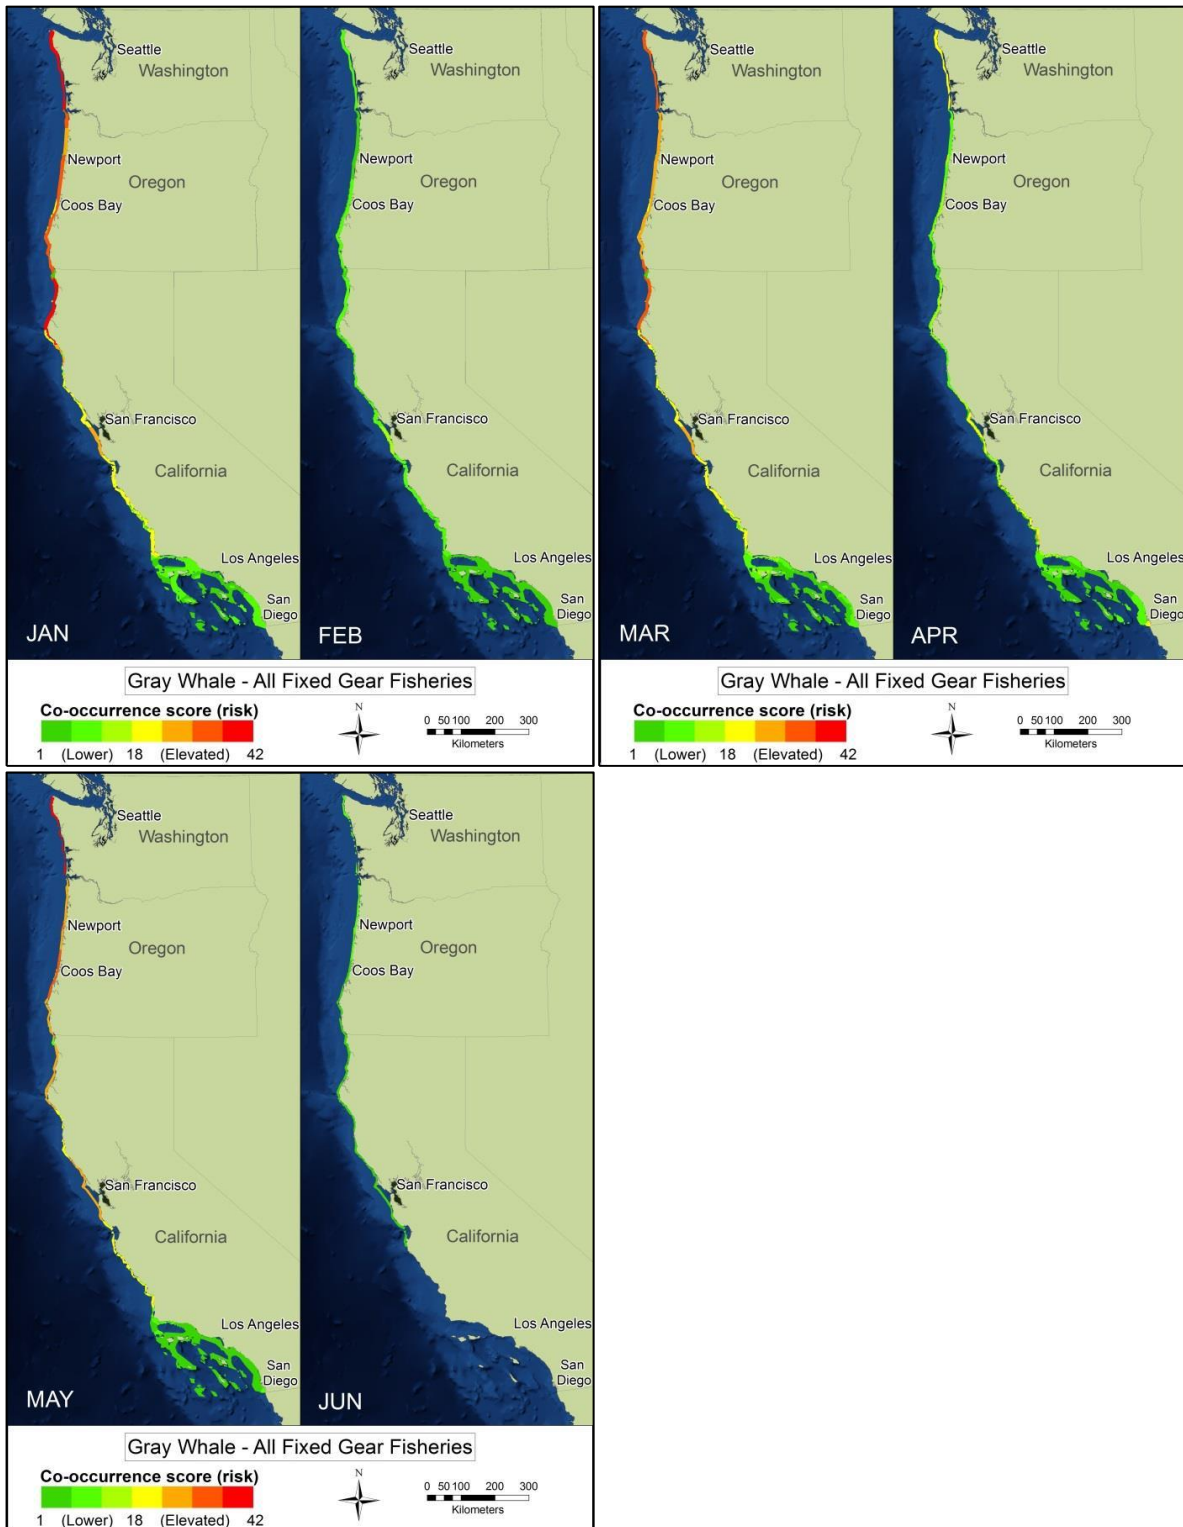 Seattle
Washington
Newport
Oregon
Coos Bay
San Francisco
California
Los Angeles
San
Diego
JAN
Seattle
Washington
Newport
Oregon
Coos Bay
San Francisco
California
Los Angeles
San
Diego
FEB
Gray Whale - All Fixed Gear Fisheries
Co-occurrence score (risk)
1 (Lower) 18 (Elevated) 42
N
0 50 100 200 300
Kilometers
Seattle
Washington
Newport
Oregon
Coos Bay
San Francisco
California
Los Angeles
San
Diego
MAR
Seattle
Washington
Newport
Oregon
Coos Bay
San Francisco
California
Los Angeles
San
Diego
APR
Gray Whale - All Fixed Gear Fisheries
Co-occurrence score (risk)
1 (Lower) 18 (Elevated) 42
N
0 50 100 200 300
Kilometers
Seattle
Washington
Newport
Oregon
Coos Bay
San Francisco
California
Los Angeles
San
Diego
MAY
Seattle
Washington
Newport
Oregon
Coos Bay
San Francisco
California
Los Angeles
San
Diego
JUN
Gray Whale - All Fixed Gear Fisheries
Co-occurrence score (risk)
1 (Lower) 18 (Elevated) 42
N
0 50 100 200 300
Kilometers